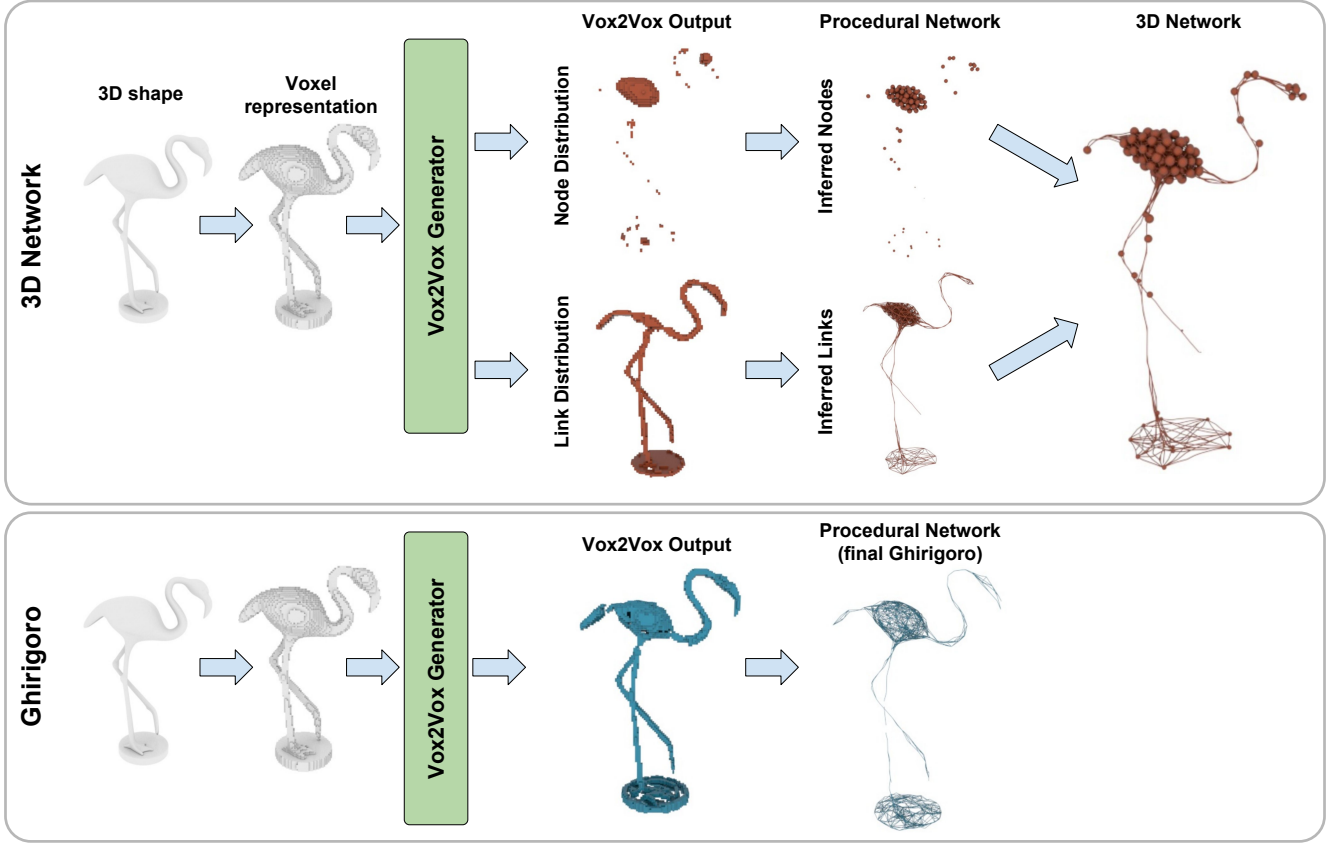 3D Network
3D shape
Voxel
representation
Vox2Vox Generator
Vox2Vox Output
Node Distribution
Link Distribution
Procedural Network
Inferred Nodes
Inferred Links
3D Network
Ghirigoro
Vox2Vox Generator
Vox2Vox Output
Procedural Network
(final Ghirigoro)